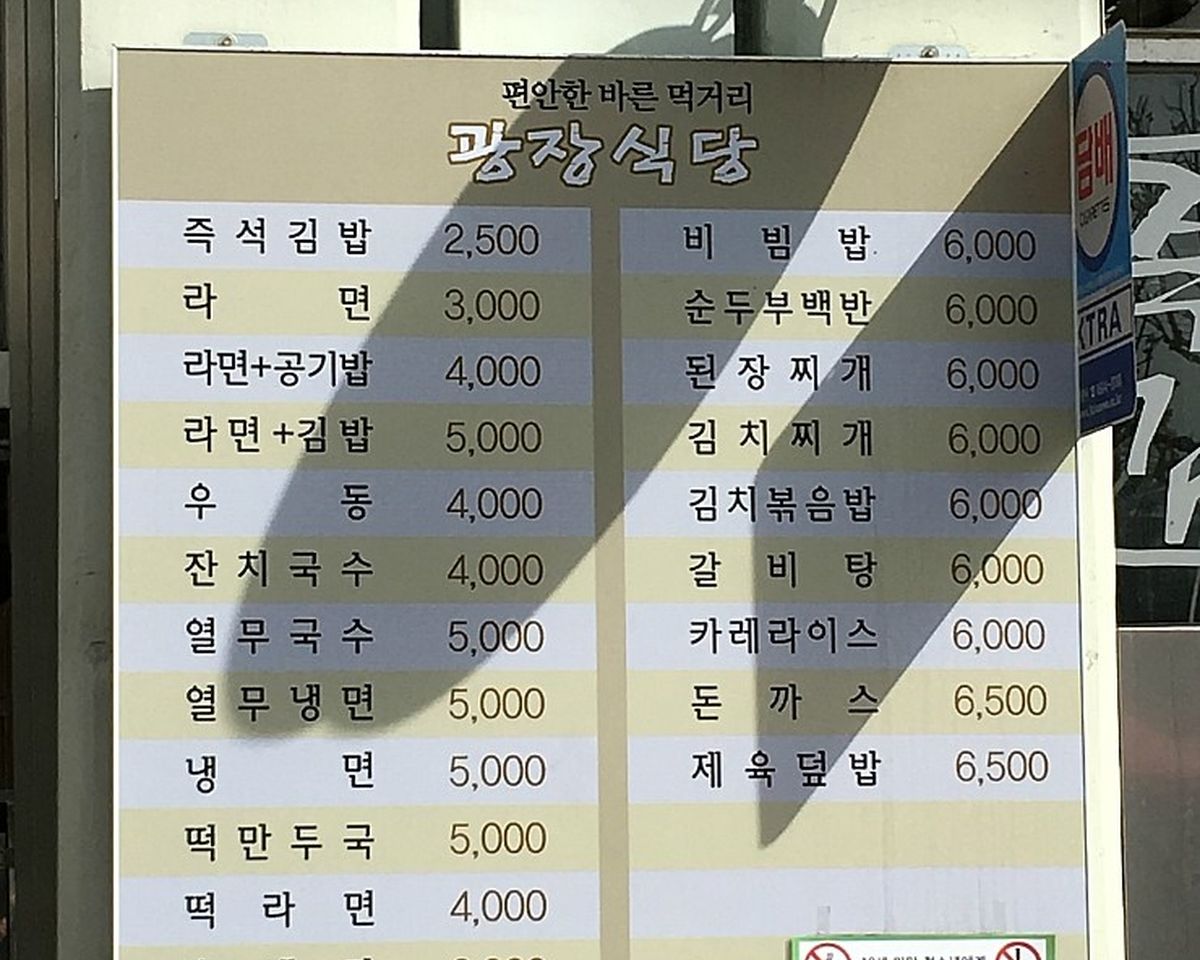 편안한 바른 먹거리
광장식당
즉석김밥 2,500
라면 3,000
라면+공기밥 4,000
라면+김밥 5,000
우동 4,000
잔치국수 4,000
열무국수 5,000
열무냉면 5,000
냉면 5,000
떡만두국 5,000
떡라면 4,000
비빔밥 6,000
순두부백반 6,000
된장찌개 6,000
김치찌개 6,000
김치볶음밥 6,000
갈비탕 6,000
카레라이스 6,000
돈까스 6,500
제육덮밥 6,500
담배
CIGARETTES
XTRA